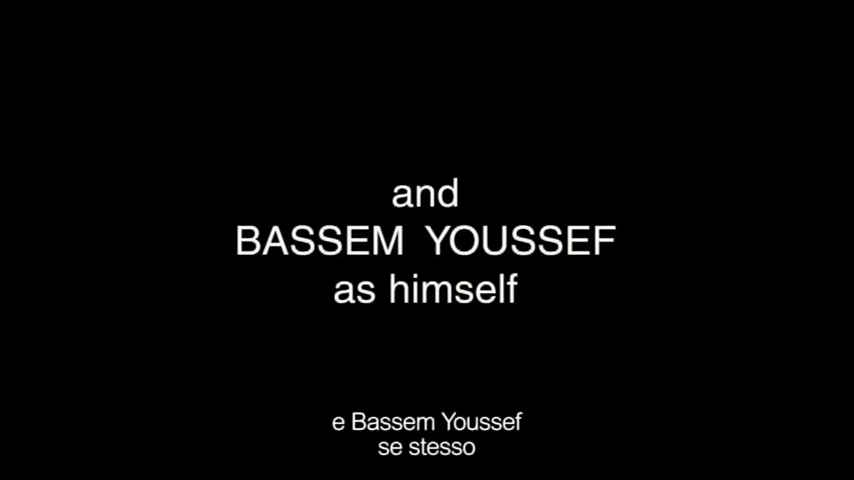 and
BASSEM YOUSSEF
as himself
e Bassem Youssef
se stesso